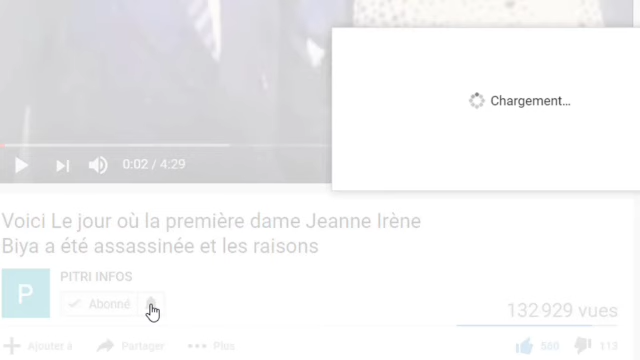 Chargement...
0:02 / 4:29
Voici Le jour où la première dame Jeanne Irène
Biya a été assassinée et les raisons
P
PITRI INFOS
Abonné
132 929 vues
Ajouter à Partager Plus 113